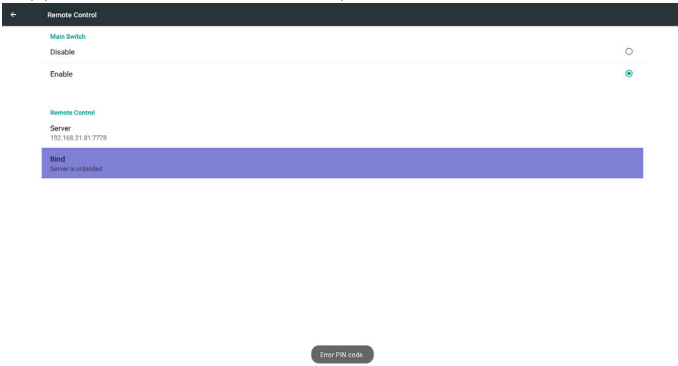 Remote Control
Main Switch
Disable
Enable
Remote Control
Server
192.168.21.81:7778
Bind
Server is unbinded
Error PIN code.